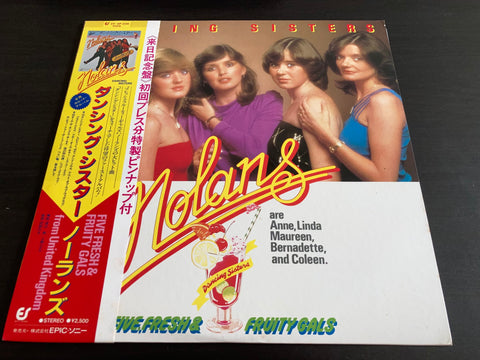 ING SISTERS
Nolans
are
Anne, Linda
Maureen,
Bernadette,
and Coleen.
Dancing Sisters
FIVE, FRESH &
FRUITY GALS
〈来日記念盤〉初回プレス分特製ピンナップ付
Nolans
ダンシング・シスター
ノーランズ
FIVE FRESH &
FRUITY GALS
from United Kingdom
●STEREO ●¥2,500
発売元・株式会社EPIC・ソニー